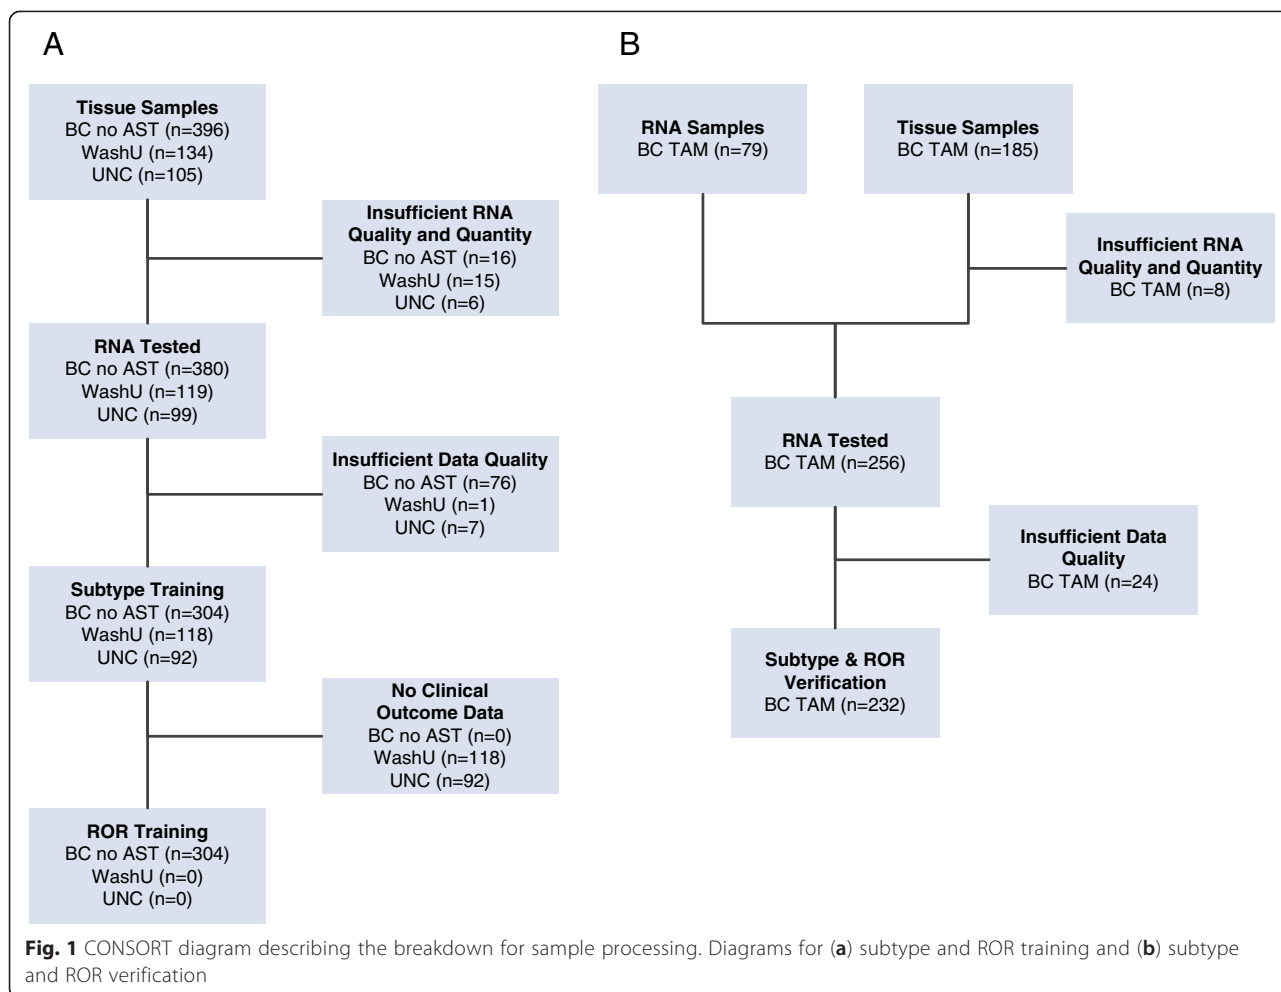 A
Tissue Samples
BC no AST (n=396)
WashU (n=134)
UNC (n=105)
Insufficient RNA
Quality and Quantity
BC no AST (n=16)
WashU (n=15)
UNC (n=6)
RNA Tested
BC no AST (n=380)
WashU (n=119)
UNC (n=99)
Insufficient Data Quality
BC no AST (n=76)
WashU (n=1)
UNC (n=7)
Subtype Training
BC no AST (n=304)
WashU (n=118)
UNC (n=92)
No Clinical
Outcome Data
BC no AST (n=0)
WashU (n=118)
UNC (n=92)
ROR Training
BC no AST (n=304)
WashU (n=0)
UNC (n=0)
B
RNA Samples
BC TAM (n=79)
Tissue Samples
BC TAM (n=185)
Insufficient RNA
Quality and Quantity
BC TAM (n=8)
RNA Tested
BC TAM (n=256)
Insufficient Data
Quality
BC TAM (n=24)
Subtype & ROR
Verification
BC TAM (n=232)
Fig. 1 CONSORT diagram describing the breakdown for sample processing. Diagrams for (a) subtype and ROR training and (b) subtype
and ROR verification